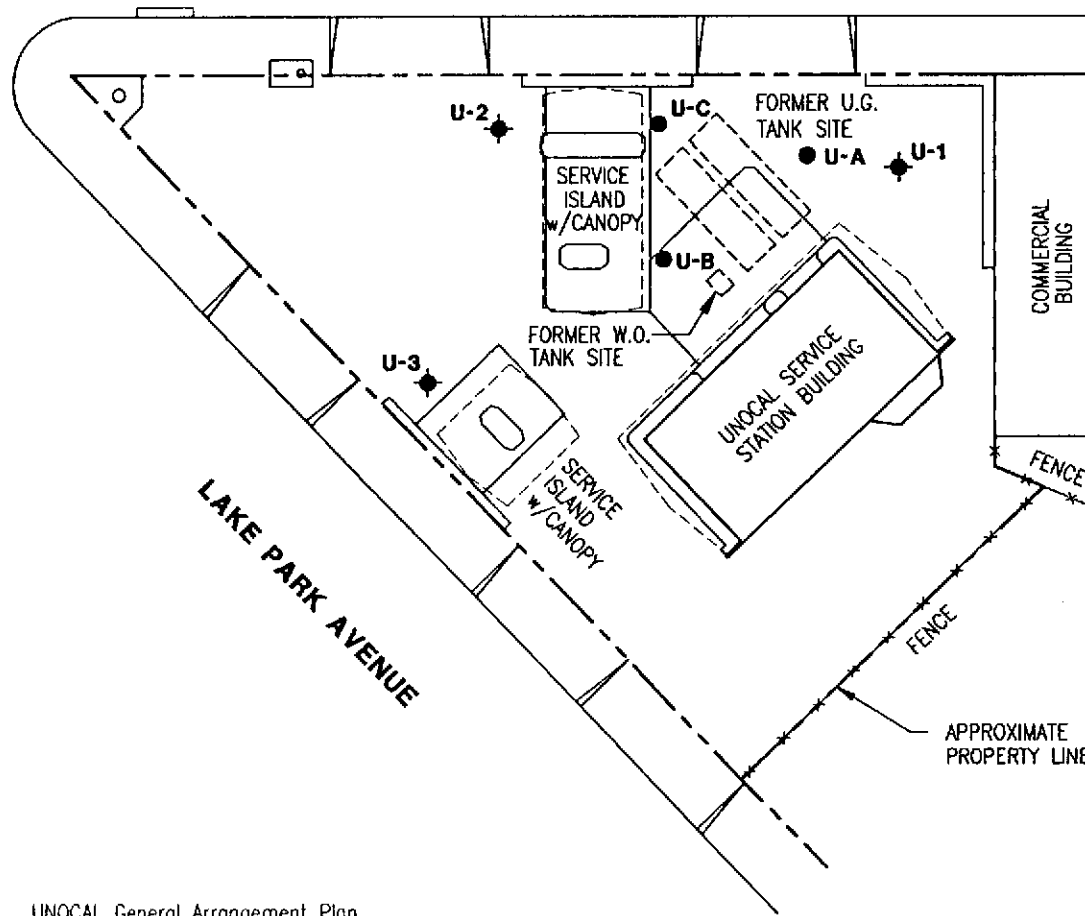 U-2
U-C
FORMER U.G.
TANK SITE
U-A
U-1
SERVICE
ISLAND
w/CANOPY
COMMERCIAL
BUILDING
U-B
FORMER W.O.
TANK SITE
U-3
UNOCAL SERVICE
STATION BUILDING
SERVICE
ISLAND
w/CANOPY
FENCE
LAKE PARK AVENUE
FENCE
APPROXIMATE
PROPERTY LINE
UNOCAL General Arrangement Plan